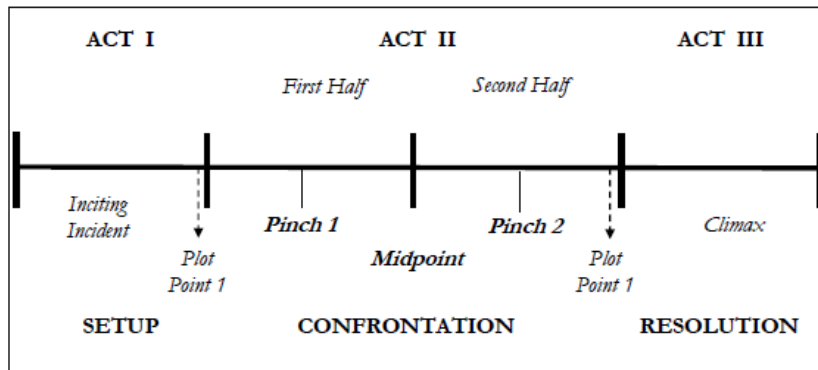 ACT I
ACT II
ACT III
First Half
Second Half
Inciting
Incident
Pinch 1
Pinch 2
Climax
Plot
Point 1
Midpoint
Plot
Point 1
SETUP
CONFRONTATION
RESOLUTION